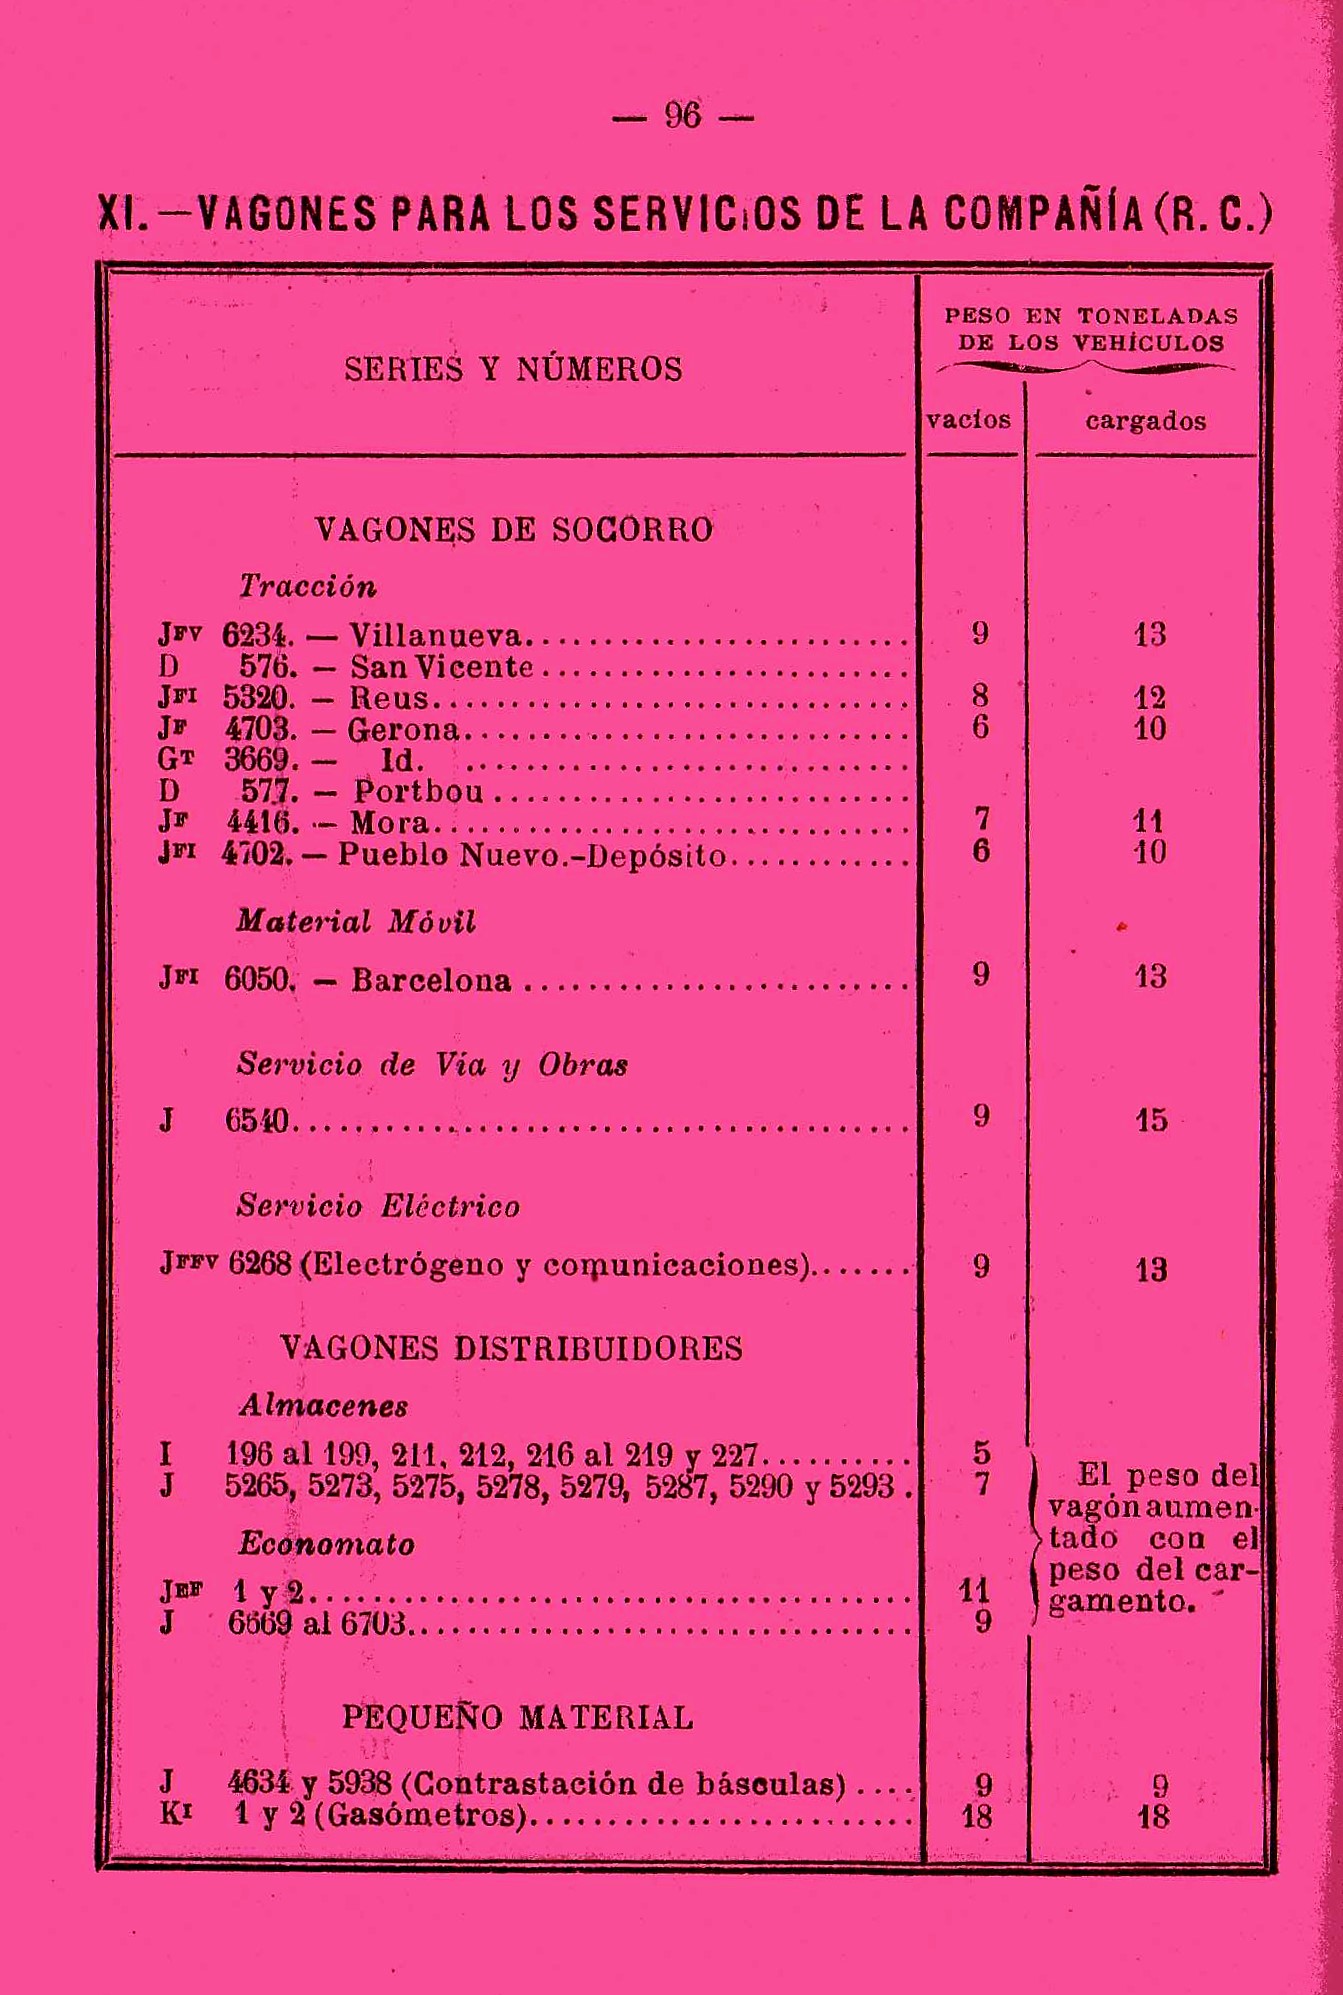 — 96 —
XI. — VAGONES PARA LOS SERVICIOS DE LA COMPAÑÍA (R. C.)
SERIES Y NÚMEROS
PESO EN TONELADAS
DE LOS VEHÍCULOS
vacíos cargados
VAGONES DE SOCORRO
Tracción
JFV 6234. — Villanueva.......................... 9 13
D 576. — San Vicente..........................
JFI 5320. — Reus.......................... 8 12
JF 4703. — Gerona.......................... 6 10
GT 3669. — Id. ..........................
D 577. — Portbou..........................
JF 4416. — Mora.......................... 7 11
JFI 4702. — Pueblo Nuevo.-Depósito............ 6 10
Material Móvil
JFI 6050. — Barcelona.......................... 9 13
Servicio de Vía y Obras
J 6540.......................... 9 15
Servicio Eléctrico
JFFV 6268 (Electrógeno y comunicaciones)....... 9 13
VAGONES DISTRIBUIDORES
Almacenes
I 196 al 199, 211, 212, 216 al 219 y 227.......... 5
J 5265, 5273, 5275, 5278, 5279, 5287, 5290 y 5293 . 7
Economato
JEF 1 y 2.......................... 11
J 6669 al 6703.......................... 9
El peso del
vagón aumen-
tado con el
peso del car-
gamento.
PEQUEÑO MATERIAL
J 4634 y 5938 (Contrastación de básculas) .... 9 9
KI 1 y 2 (Gasómetros).......................... 18 18